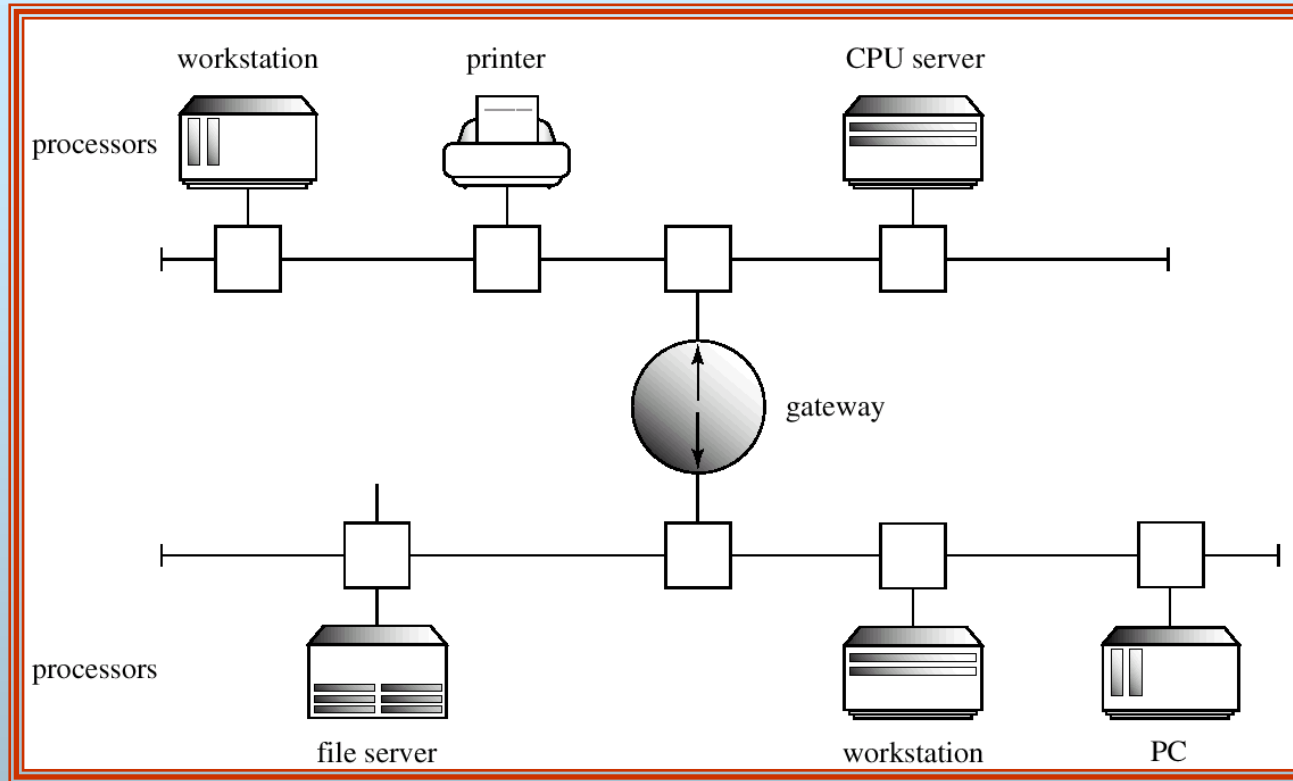 workstation
printer
CPU server
processors
gateway
processors
file server
workstation
PC